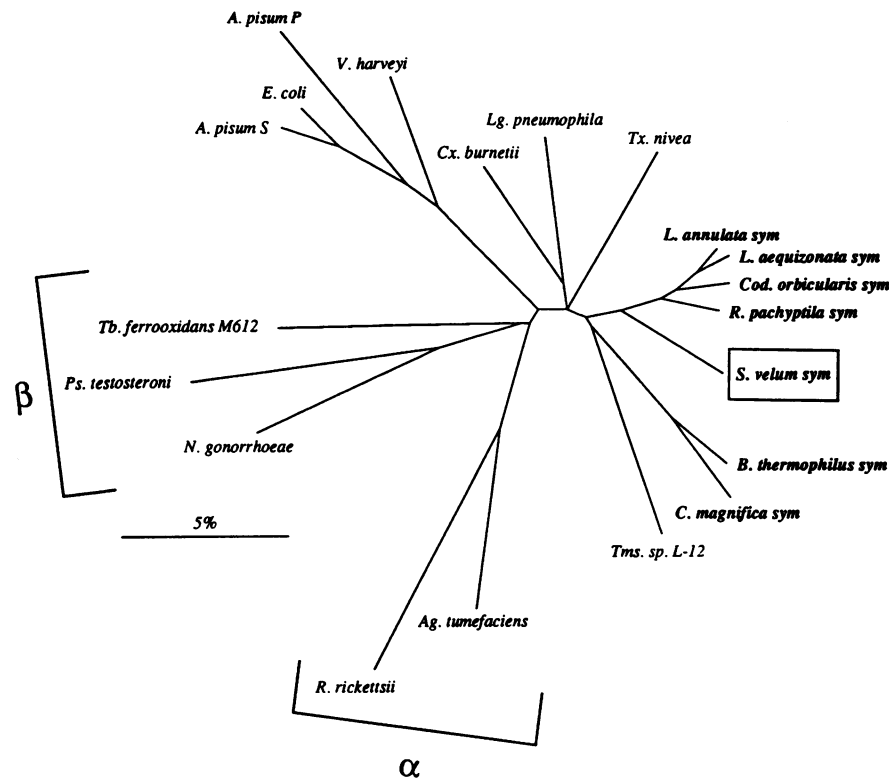 A. pisum P
V. harveyi
E. coli
A. pisum S
Lg. pneumophila
Tx. nivea
Cx. burnetii
L. annulata sym
L. aequizonata sym
Cod. orbicularis sym
R. pachyptila sym
Tb. ferrooxidans M612
S. velum sym
Ps. testosteroni
β
N. gonorrhoeae
B. thermophilus sym
C. magnifica sym
5%
Tms. sp. L-12
Ag. tumefaciens
R. rickettsii
α